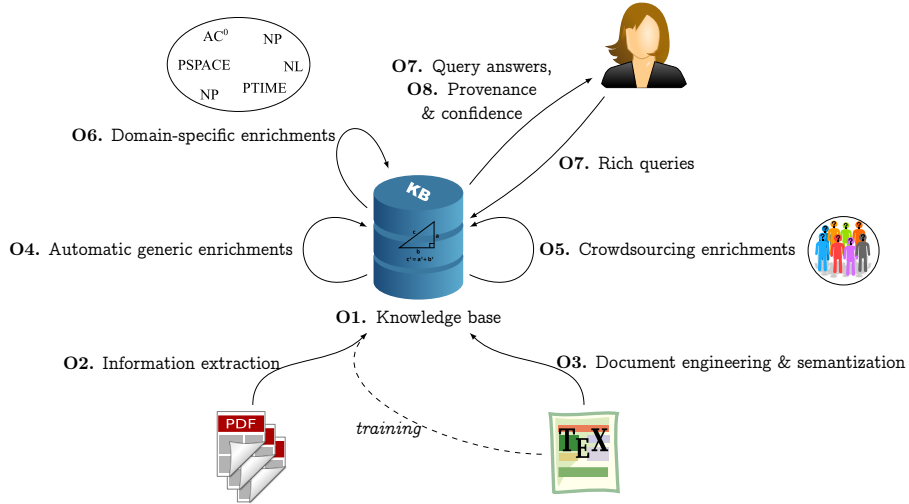 AC⁰
NP
PSPACE
NL
NP
PTIME
O7. Query answers,
O8. Provenance
& confidence
O6. Domain-specific enrichments
O7. Rich queries
KB
c
a
b
c² = a² + b²
O4. Automatic generic enrichments
O5. Crowdsourcing enrichments
O1. Knowledge base
O2. Information extraction
O3. Document engineering & semantization
PDF
training
TEX